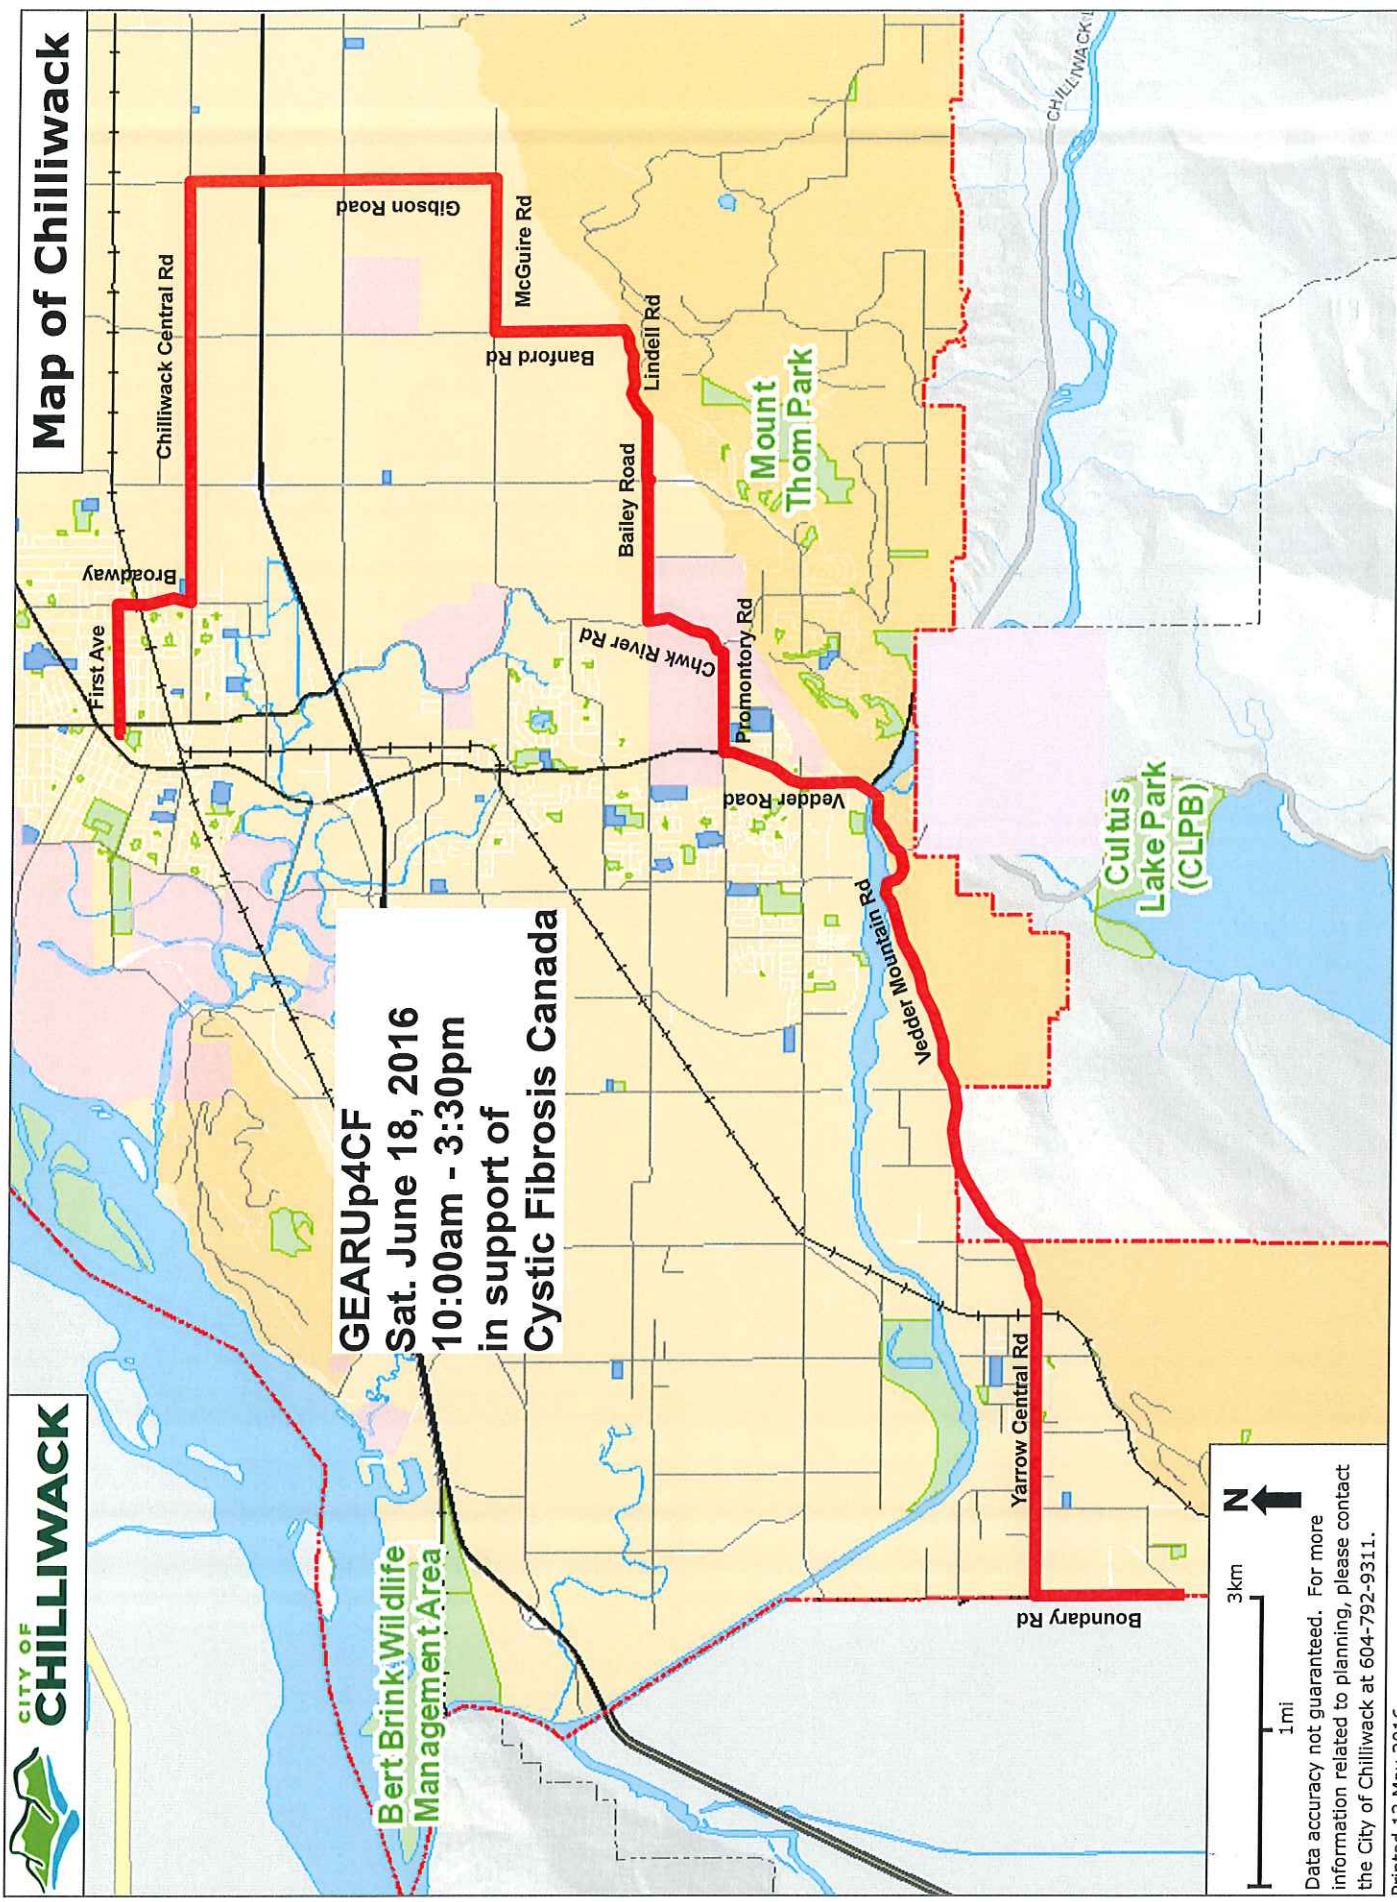 CITY OF
CHILLIWACK
Map of Chilliwack
First Ave
Broadway
Chilliwack Central Rd
Gibson Road
McGuire Rd
Banford Rd
Lindell Rd
Bailey Road
Chwk River Rd
Promontory Rd
Vedder Road
Vedder Mountain Rd
Yarrow Central Rd
Boundary Rd
GEARUp4CF
Sat. June 18, 2016
10:00am - 3:30pm
in support of
Cystic Fibrosis Canada
Bert Brink Wildlife
Management Area
Mount
Thom Park
Cultus
Lake Park
(CLPB)
CHILLIWACK L
3km
1mi
N
Data accuracy not guaranteed. For more
information related to planning, please contact
the City of Chilliwack at 604-792-9311.